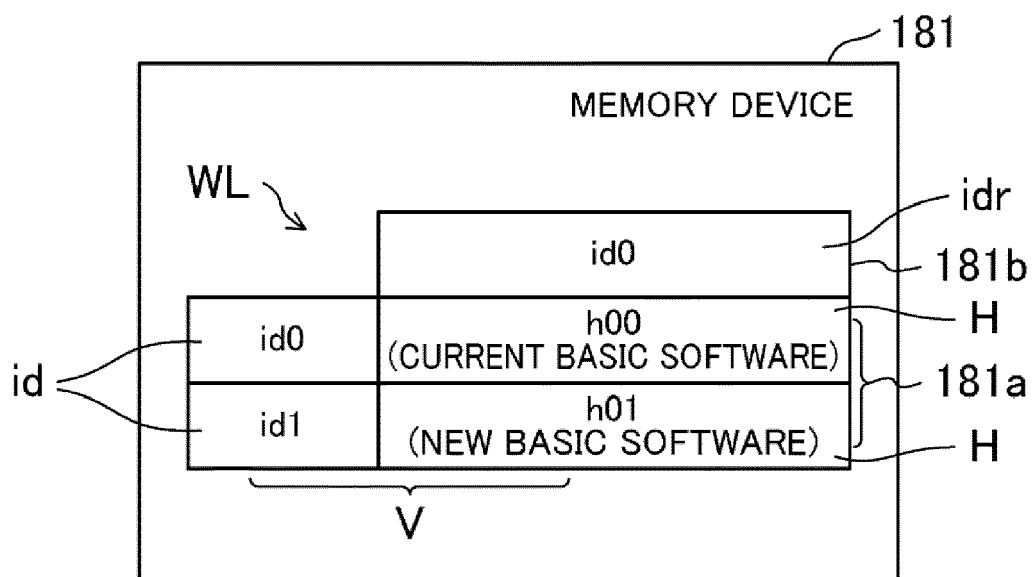 181
MEMORY DEVICE
WL
idr
id0
181b
H
id0
h00
(CURRENT BASIC SOFTWARE)
id
181a
id1
h01
(NEW BASIC SOFTWARE)
H
V